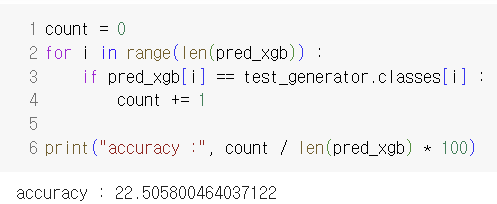 1 count = 0
2 for i in range(len(pred_xgb)) :
3     if pred_xgb[i] == test_generator.classes[i] :
4         count += 1
5
6 print("accuracy :", count / len(pred_xgb) * 100)
accuracy : 22.505800464037122